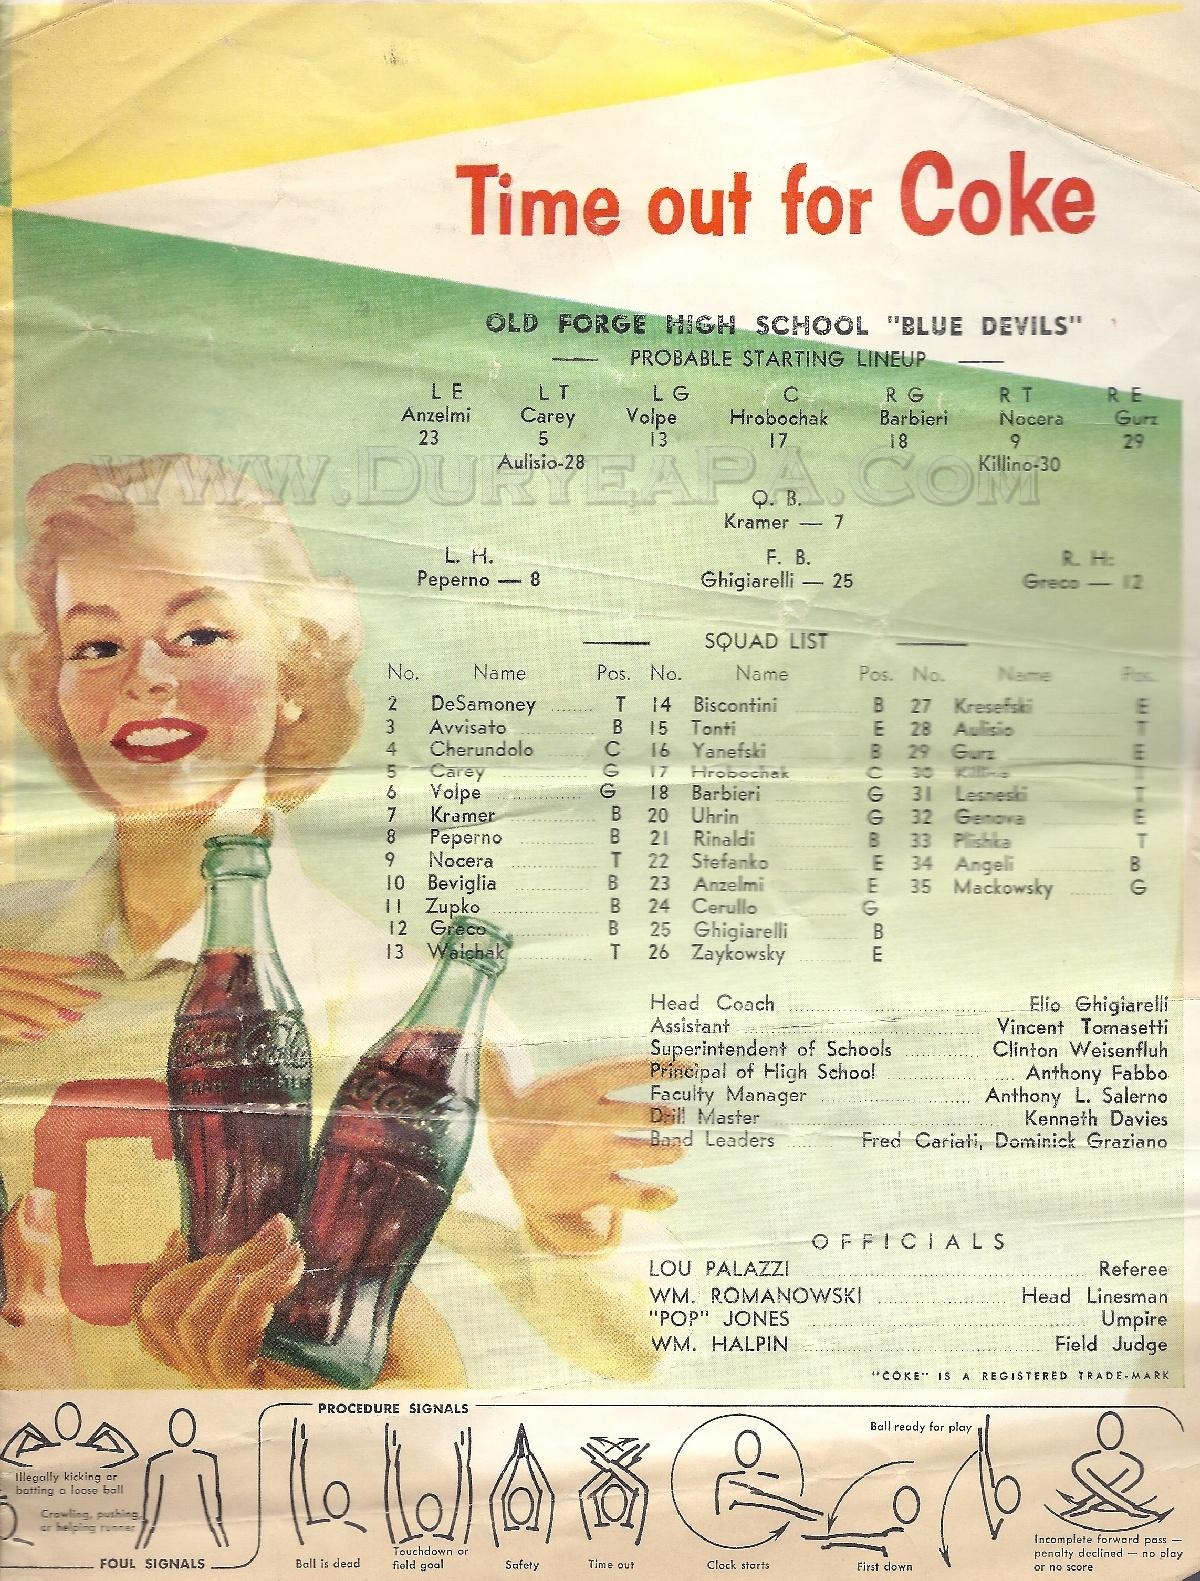 Time out for Coke
OLD FORGE HIGH SCHOOL "BLUE DEVILS"
PROBABLE STARTING LINEUP
L E L T L G C R G R T R E
Anzelmi Carey Volpe Hrobochak Barbieri Nocera Gurz
23 5 13 17 18 9 29
Aulisio-28 Killino-30
www.DuryeaPA.com
Q. B.
Kramer — 7
L. H. F. B. R. H.
Peperno — 8 Ghigiarelli — 25 Greco — 12
SQUAD LIST
No. Name Pos. No. Name Pos. No. Name Pos.
2 DeSamoney T 14 Biscontini B 27 Kresefski E
3 Avvisato B 15 Tonti E 28 Aulisio T
4 Cherundolo C 16 Yanefski B 29 Gurz E
5 Carey G 17 Hrobochak C 30 Killino T
6 Volpe G 18 Barbieri G 31 Lesneski T
7 Kramer B 20 Uhrin G 32 Genova E
8 Peperno B 21 Rinaldi B 33 Plishka T
9 Nocera T 22 Stefanko E 34 Angeli B
10 Beviglia B 23 Anzelmi E 35 Mackowsky G
11 Zupko B 24 Cerullo G
12 Greco B 25 Ghigiarelli B
13 Walchak T 26 Zaykowsky E
Head Coach Elio Ghigiarelli
Assistant Vincent Tomasetti
Superintendent of Schools Clinton Weisenfluh
Principal of High School Anthony Fabbo
Faculty Manager Anthony L. Salerno
Drill Master Kenneth Davies
Band Leaders Fred Cariati, Dominick Graziano
Coca-Cola
Coca-Cola
C
OFFICIALS
LOU PALAZZI Referee
WM. ROMANOWSKI Head Linesman
"POP" JONES Umpire
WM. HALPIN Field Judge
"COKE" IS A REGISTERED TRADE-MARK
PROCEDURE SIGNALS
Ball ready for play
Illegally kicking or
batting a loose ball
Crawling, pushing,
or helping runner
FOUL SIGNALS
Ball is dead
Touchdown or
field goal
Safety
Time out
Clock starts
First down
Incomplete forward pass —
penalty declined — no play
or no score